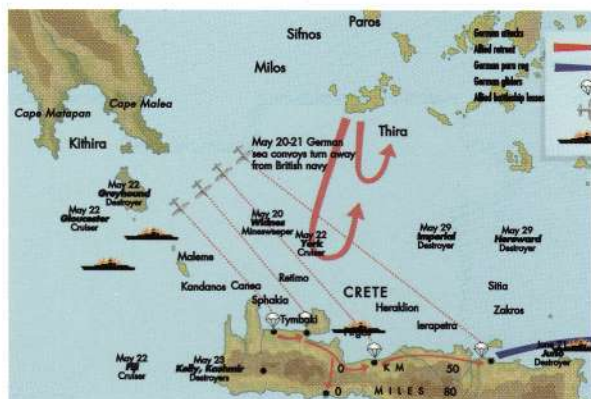 Paros
Sifnos
Milos
German attacks
Allied retreat
German para reg
German gliders
Allied battleship losses
Cape Matapan
Cape Malea
Kithira
Thira
May 20-21 German
sea convoys turn away
from British navy
May 22
Greyhound
Destroyer
May 22
Gloucester
Cruiser
May 20
Widnes
Minesweeper
May 22
York
Cruiser
May 29
Imperial
Destroyer
May 29
Hereward
Destroyer
Maleme
Kandanos
Canea
Retimo
Sphakia
Tymbaki
CRETE
Heraklion
Ierapetra
Sitia
Zakros
May 22
Fiji
Cruiser
May 23
Kelly, Kashmir
Destroyers
Juno
Destroyer
0 KM 50
0 MILES 80